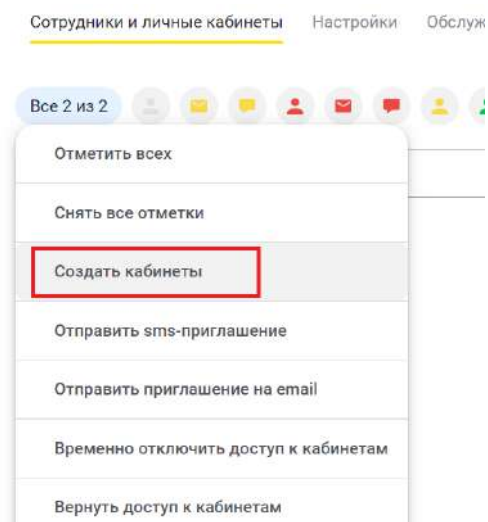 Сотрудники и личные кабинеты Настройки Обслуж
Все 2 из 2
Отметить всех
Снять все отметки
Создать кабинеты
Отправить sms-приглашение
Отправить приглашение на email
Временно отключить доступ к кабинетам
Вернуть доступ к кабинетам